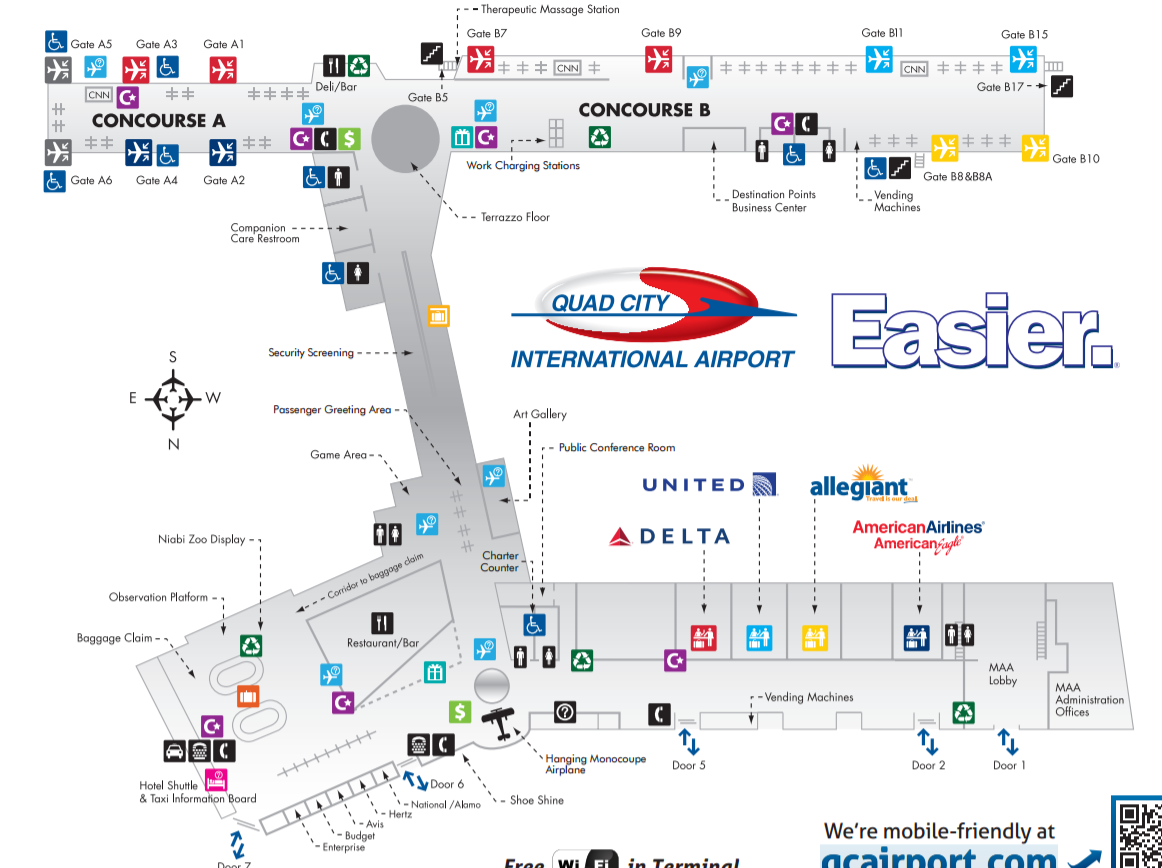 Therapeutic Massage Station
Gate A5
Gate A3
Gate A1
Gate B7
Gate B9
Gate B11
Gate B15
Deli/Bar
CNN
CNN
CNN
Gate B5
Gate B17
CONCOURSE A
CONCOURSE B
$
Gate A6
Gate A4
Gate A2
Work Charging Stations
Gate B10
Gate B8&B8A
Destination Points
Business Center
Vending
Machines
Terrazzo Floor
Companion
Care Restroom
QUAD CITY
INTERNATIONAL AIRPORT
Easier.®
Security Screening
S
E
W
N
Passenger Greeting Area
Art Gallery
Game Area
Public Conference Room
UNITED
allegiant
Travel is our deal
DELTA
AmericanAirlines®
American Eagle®
Niabi Zoo Display
Charter
Counter
Corridor to baggage claim
Observation Platform
Baggage Claim
Restaurant/Bar
MAA
Lobby
MAA
Administration
Offices
Vending Machines
$
?
Hanging Monocoupe
Airplane
Door 5
Door 2
Door 1
Hotel Shuttle
& Taxi Information Board
Door 6
Shoe Shine
National /Alamo
Hertz
Avis
Budget
Enterprise
Door 7
We're mobile-friendly at
qcairport.com
Free Wi Fi in Terminal